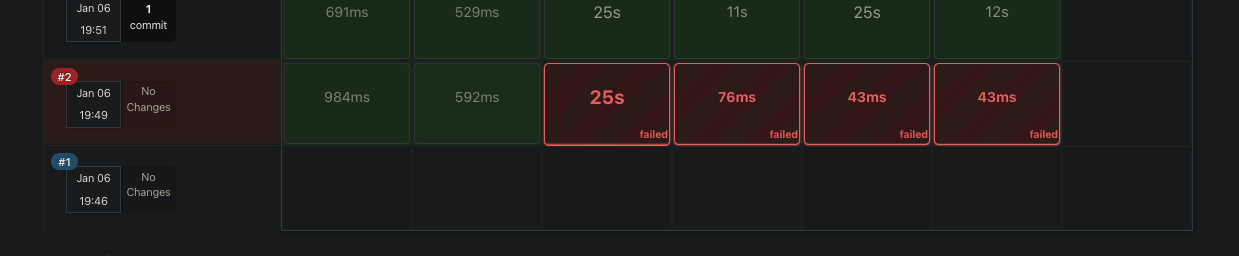 Jan 06
19:51
1
commit
691ms
529ms
25s
11s
25s
12s
#2
Jan 06
19:49
No
Changes
984ms
592ms
25s
failed
76ms
failed
43ms
failed
43ms
failed
#1
Jan 06
19:46
No
Changes